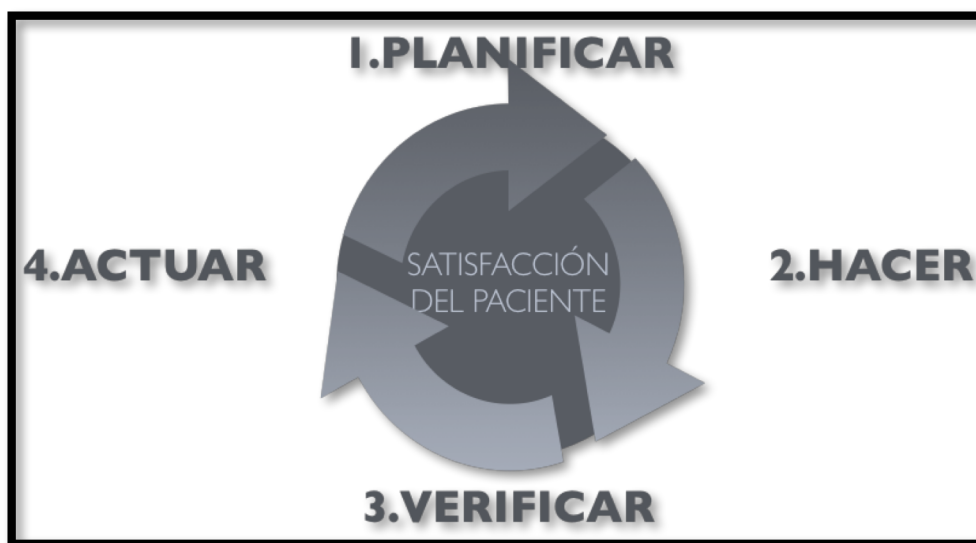 1.PLANIFICAR
4.ACTUAR
SATISFACCIÓN
DEL PACIENTE
2.HACER
3.VERIFICAR